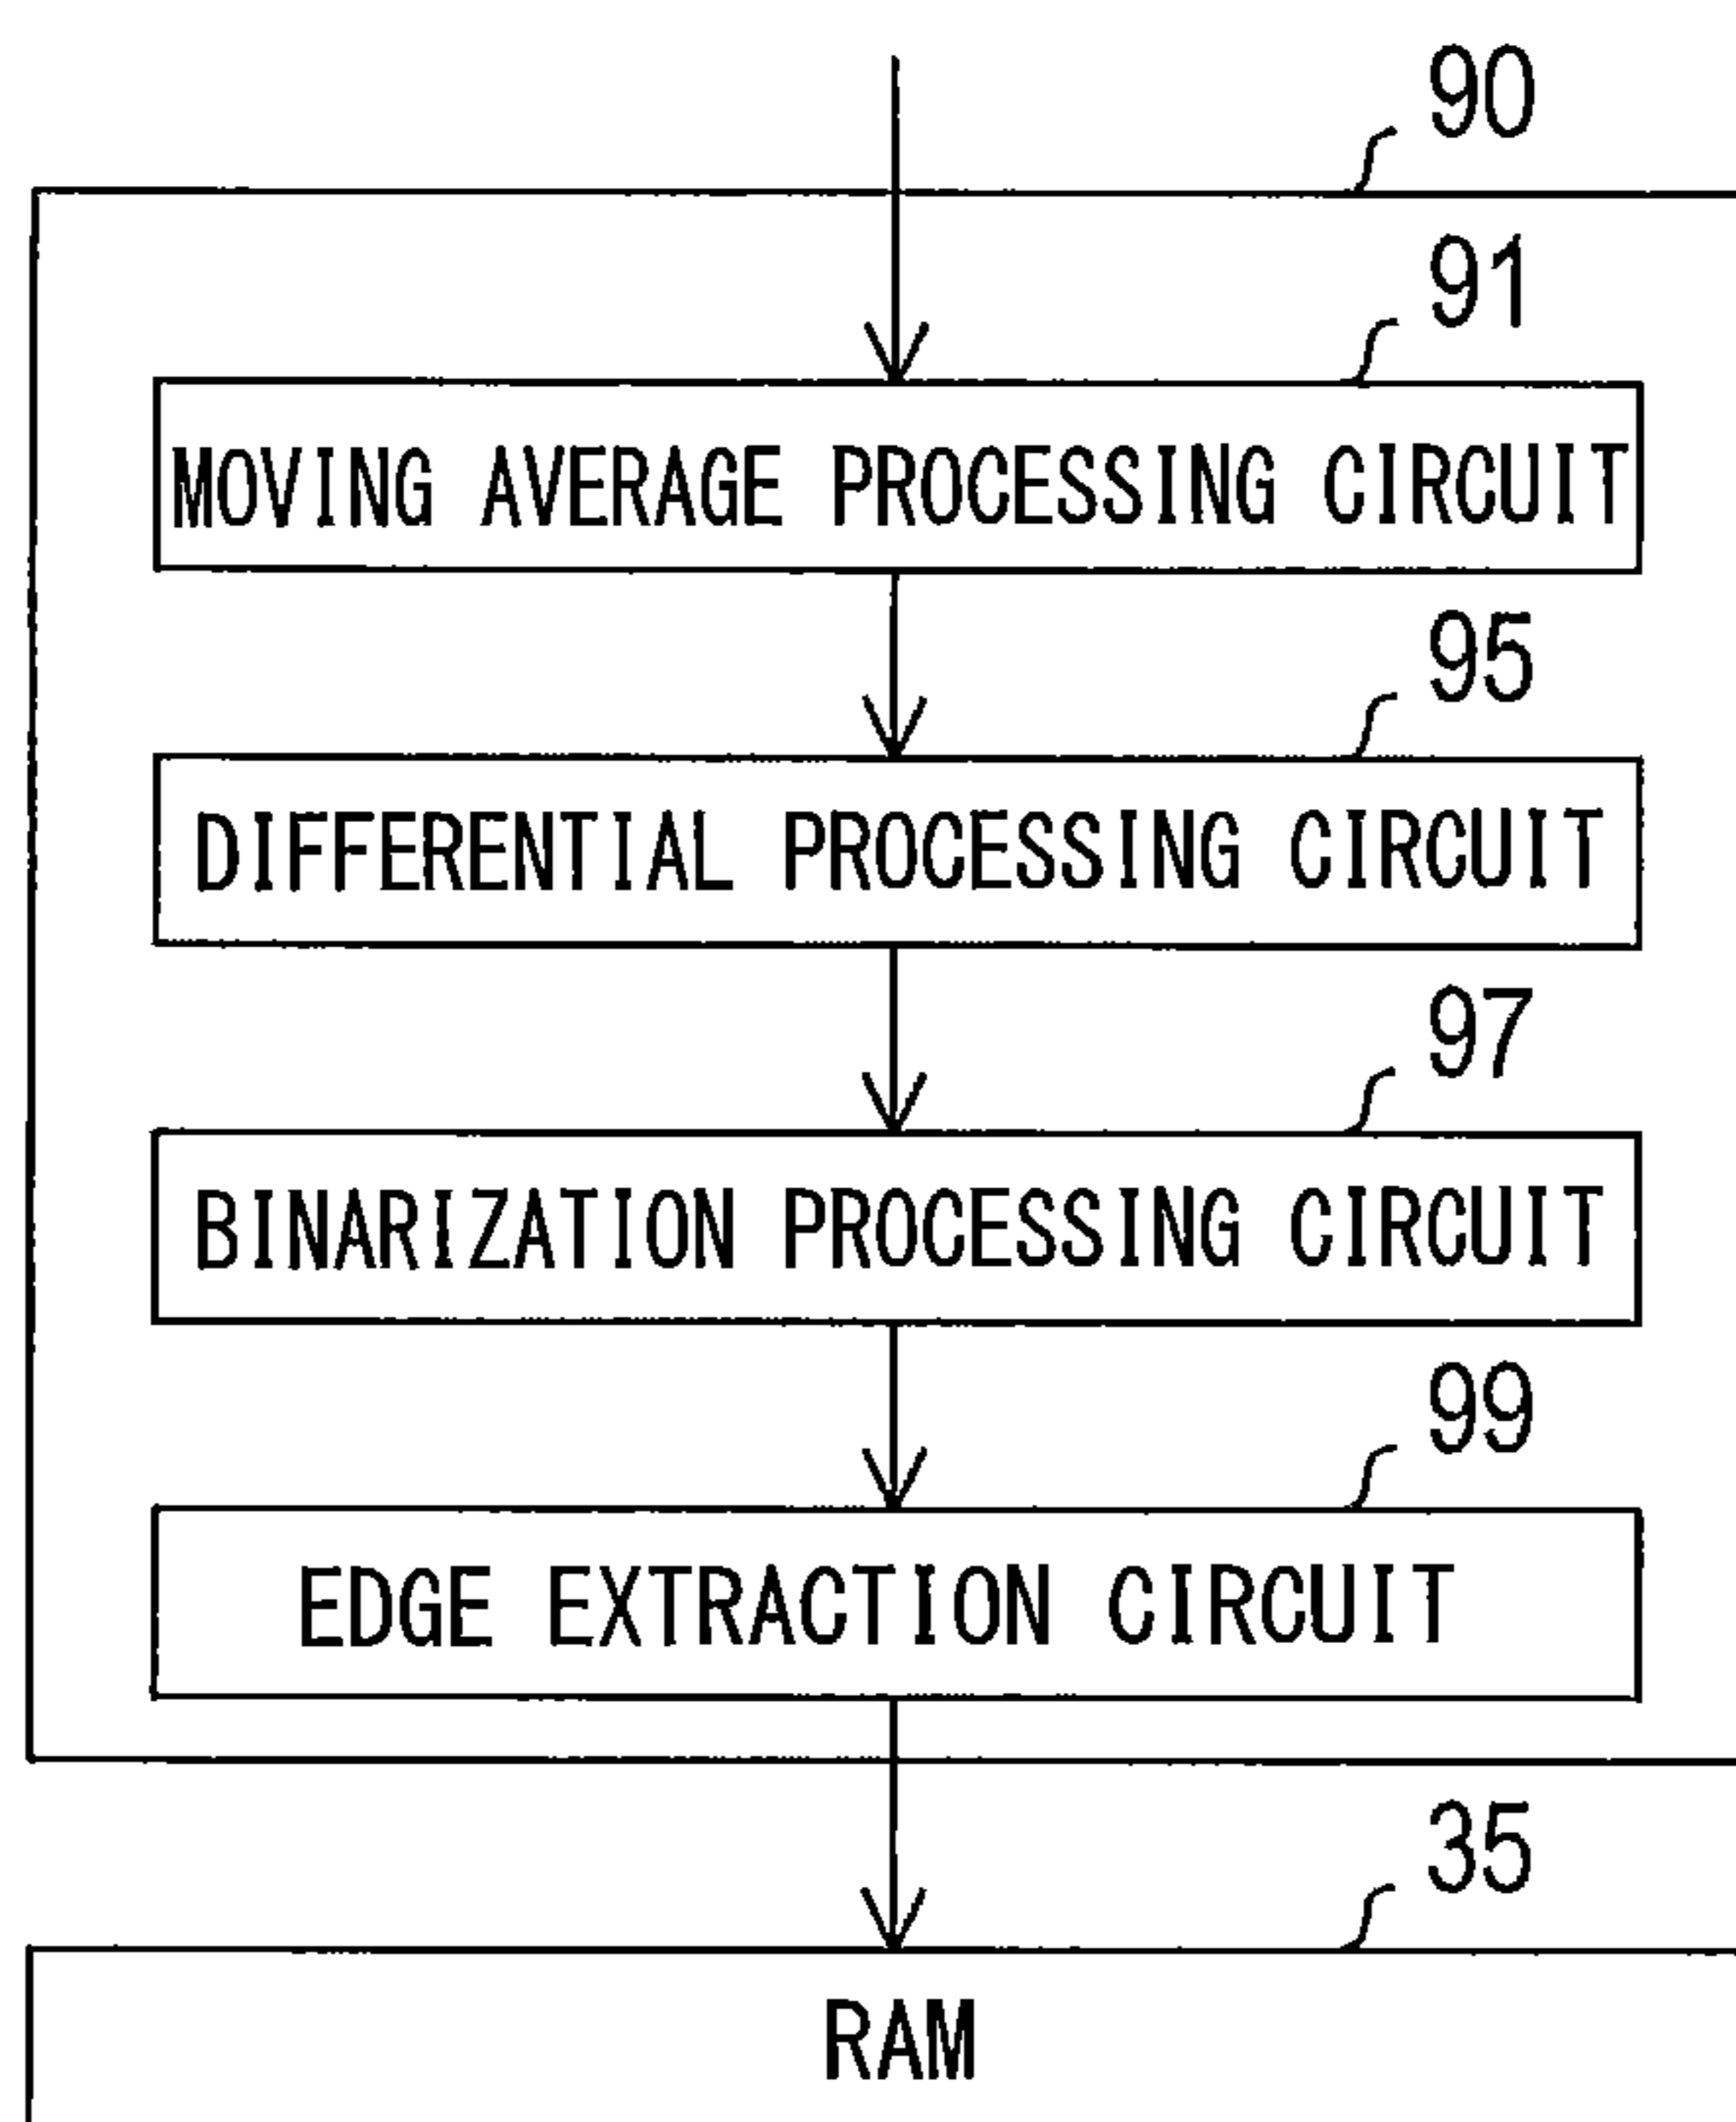 90
91
MOVING AVERAGE PROCESSING CIRCUIT
95
DIFFERENTIAL PROCESSING CIRCUIT
97
BINARIZATION PROCESSING CIRCUIT
99
EDGE EXTRACTION CIRCUIT
35
RAM